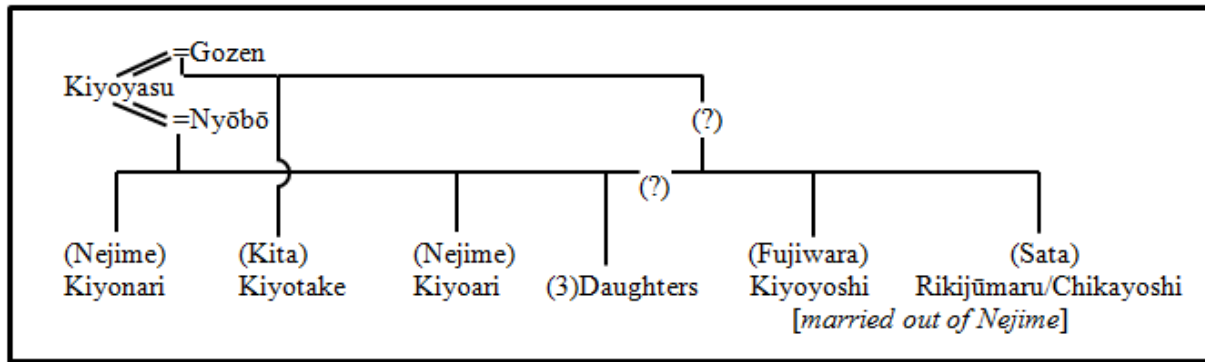 =Gozen
Kiyoyasu
=Nyōbō
(?)
(?)
(Nejime) (Kita) (Nejime) (Fujiwara) (Sata)
Kiyonari Kiyotake Kiyoari (3)Daughters Kiyoyoshi Rikijūmaru/Chikayoshi
[married out of Nejime]